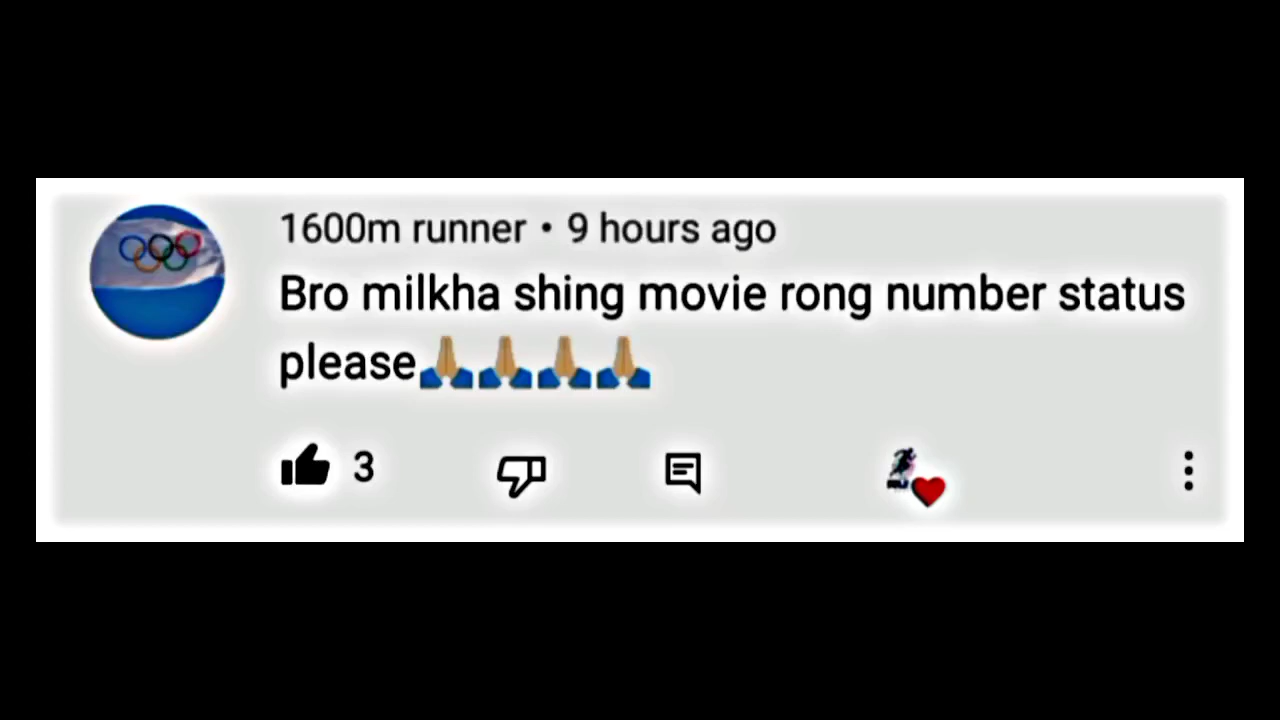 1600m runner • 9 hours ago
Bro milkha shing movie rong number status
please🙏🏽🙏🏽🙏🏽🙏🏽
3